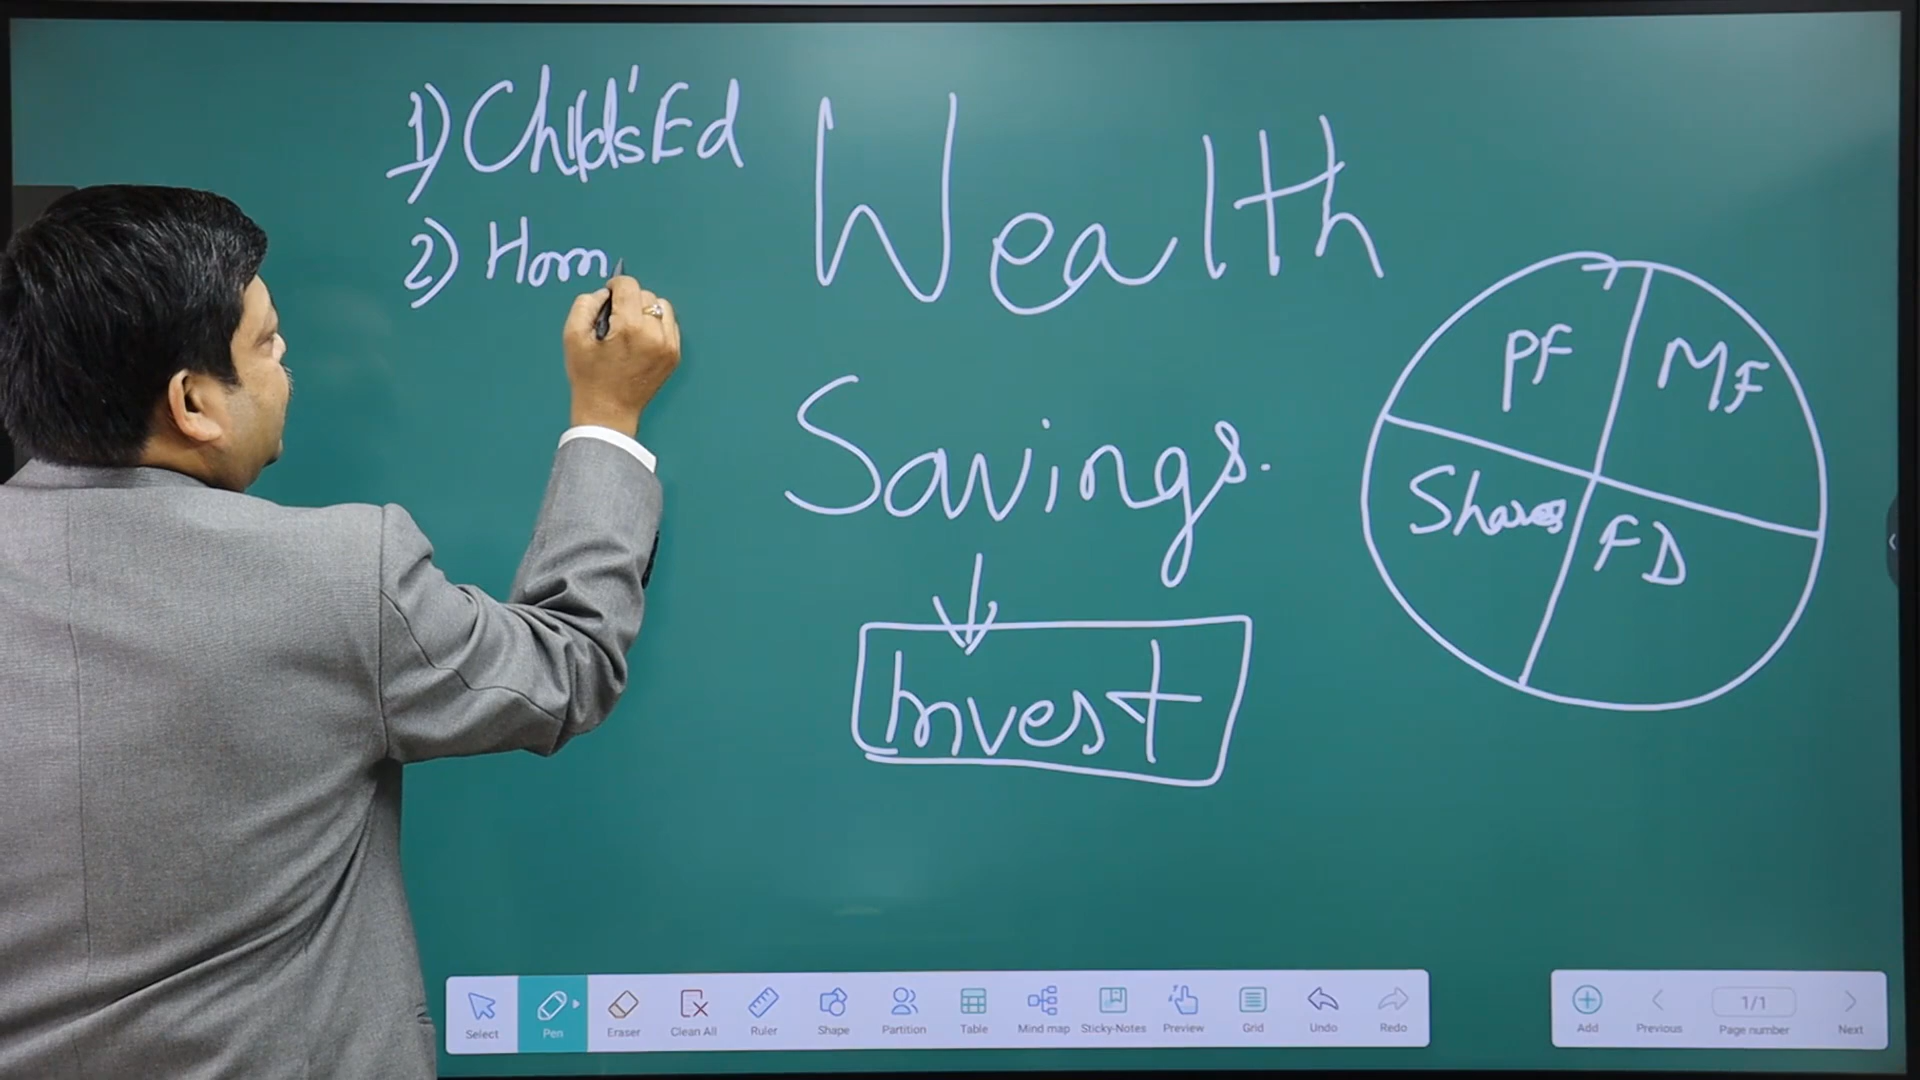 1) Child's Ed
2) Hom
Wealth
Savings.
Invest
PF
MF
Shares
FD
Select
Pen
Eraser
Clean All
Ruler
Shape
Partition
Table
Mind map
Sticky-Notes
Preview
Grid
Undo
Redo
Add
Previous
1/1
Page number
Next